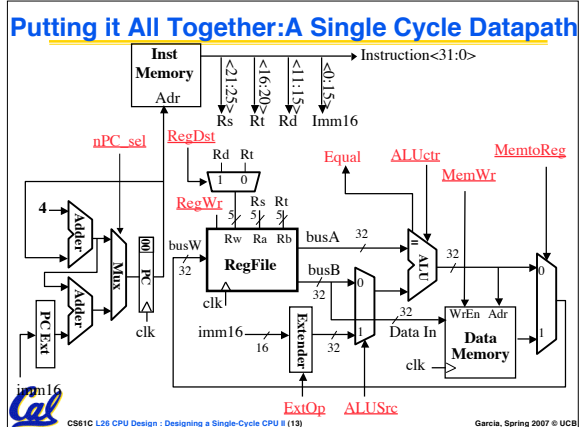 Putting it All Together:A Single Cycle Datapath
Inst
Memory
Adr
Instruction<31:0>
<21:25>
<16:20>
<11:15>
<0:15>
Rs
Rt
Rd
Imm16
nPC_sel
RegDst
Rd
Rt
1
0
Equal
ALUctr
MemWr
MemtoReg
RegWr
Rs
Rt
5
5
5
4
Adder
Adder
Mux
00
PC
clk
PC Ext
imm16
busW
32
Rw
Ra
Rb
RegFile
clk
busA
32
busB
32
=
ALU
32
0
1
imm16
16
Extender
32
32
Data In
WrEn
Adr
Data
Memory
clk
0
1
32
ExtOp
ALUSrc
Cal
CS61C L26 CPU Design : Designing a Single-Cycle CPU II (13)
Garcia, Spring 2007 © UCB